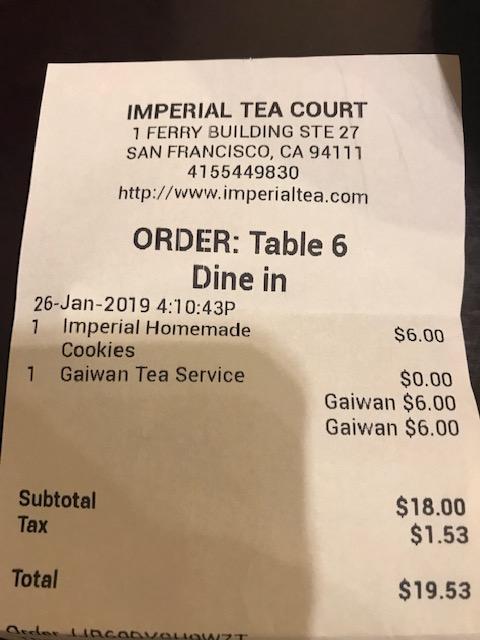 IMPERIAL TEA COURT
1 FERRY BUILDING STE 27
SAN FRANCISCO, CA 94111
4155449830
http://www.imperialtea.com
ORDER: Table 6
Dine in
26-Jan-2019 4:10:43P
1 Imperial Homemade $6.00
Cookies
1 Gaiwan Tea Service $0.00
Gaiwan $6.00
Gaiwan $6.00
Subtotal $18.00
Tax $1.53
Total $19.53
Order